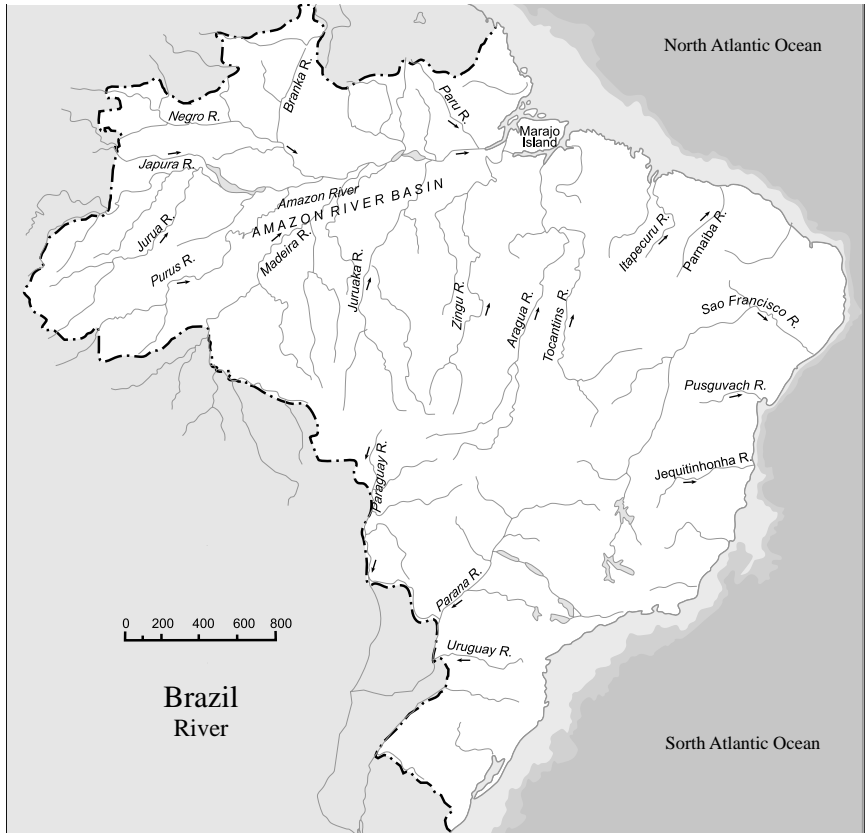 North Atlantic Ocean
Branka R.
Paru R.
Negro R.
Marajo
Island
Japura R.
Amazon River
AMAZON RIVER BASIN
Jurua R.
Purus R.
Madeira R.
Juruaka R.
Zingu R.
Aragua R.
Tocantins R.
Itapecuru R.
Parnaiba R.
Sao Francisco R.
Pusguvach R.
Jequitinhonha R.
Paraguay R.
Parana R.
Uruguay R.
0 200 400 600 800
Brazil
River
Sorth Atlantic Ocean